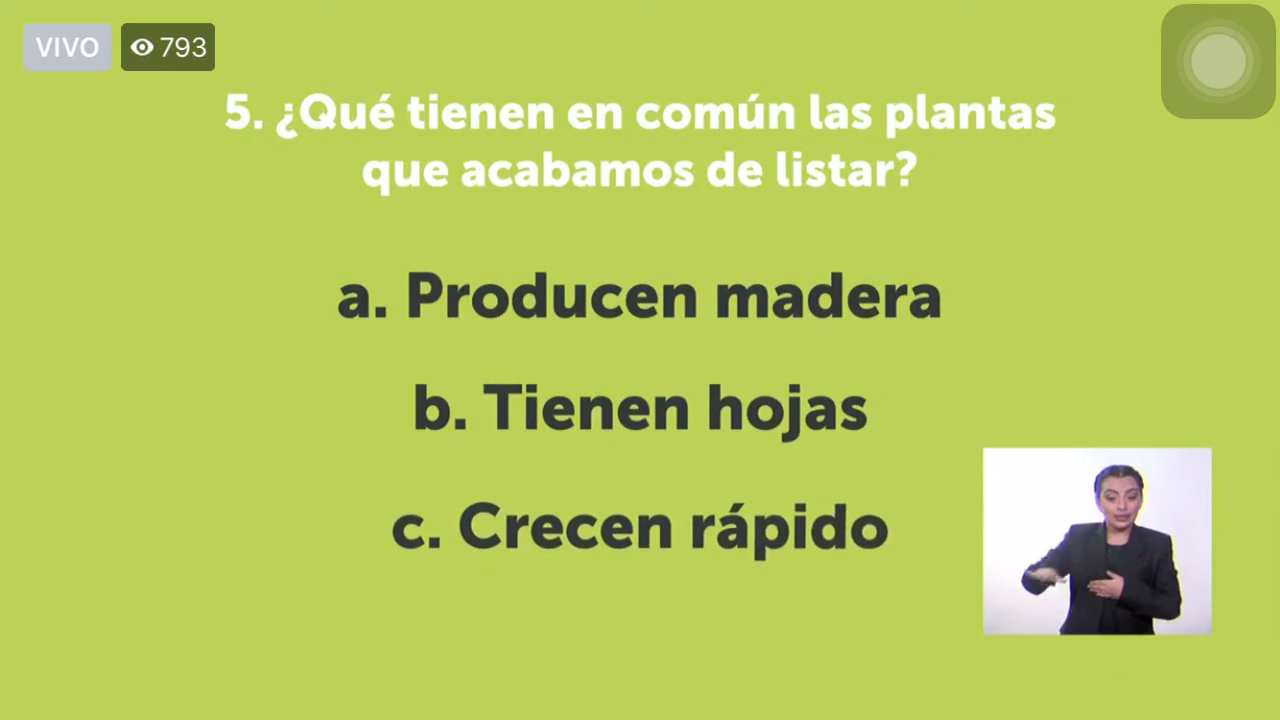 VIVO 793
5. ¿Qué tienen en común las plantas
que acabamos de listar?
a. Producen madera
b. Tienen hojas
c. Crecen rápido